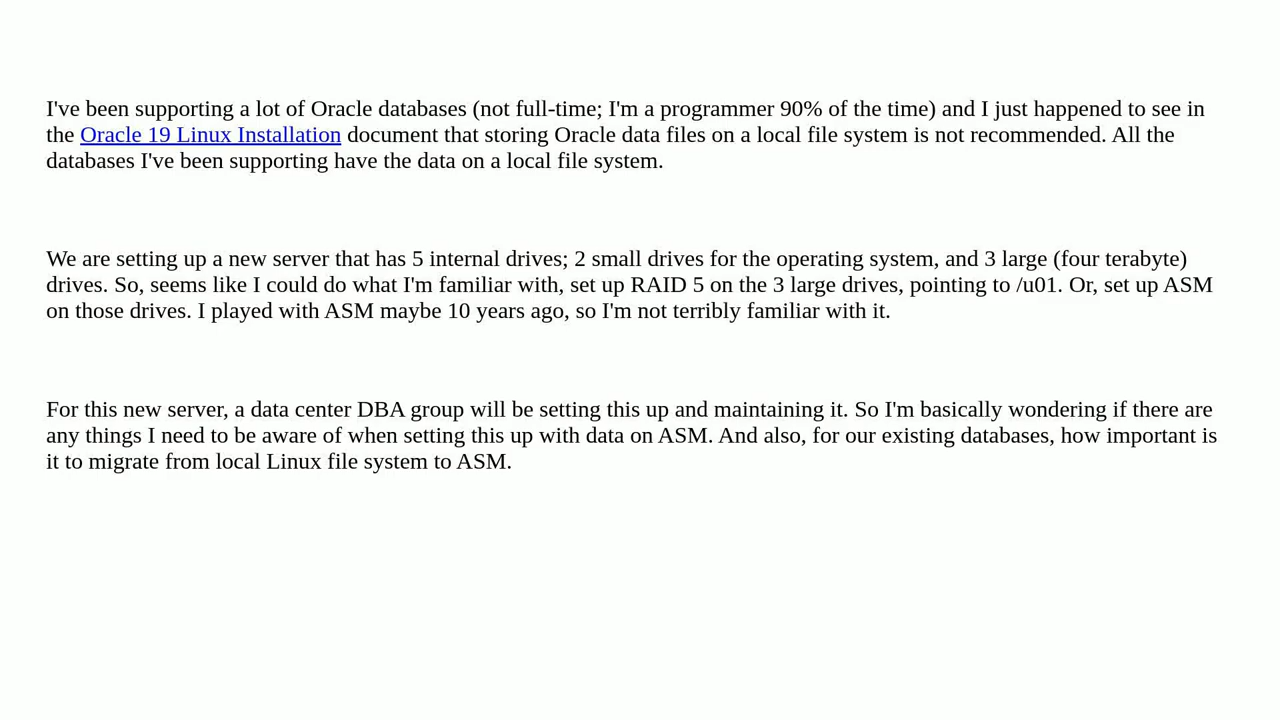 I've been supporting a lot of Oracle databases (not full-time; I'm a programmer 90% of the time) and I just happened to see in
the Oracle 19 Linux Installation document that storing Oracle data files on a local file system is not recommended. All the
databases I've been supporting have the data on a local file system.
We are setting up a new server that has 5 internal drives; 2 small drives for the operating system, and 3 large (four terabyte)
drives. So, seems like I could do what I'm familiar with, set up RAID 5 on the 3 large drives, pointing to /u01. Or, set up ASM
on those drives. I played with ASM maybe 10 years ago, so I'm not terribly familiar with it.
For this new server, a data center DBA group will be setting this up and maintaining it. So I'm basically wondering if there are
any things I need to be aware of when setting this up with data on ASM. And also, for our existing databases, how important is
it to migrate from local Linux file system to ASM.